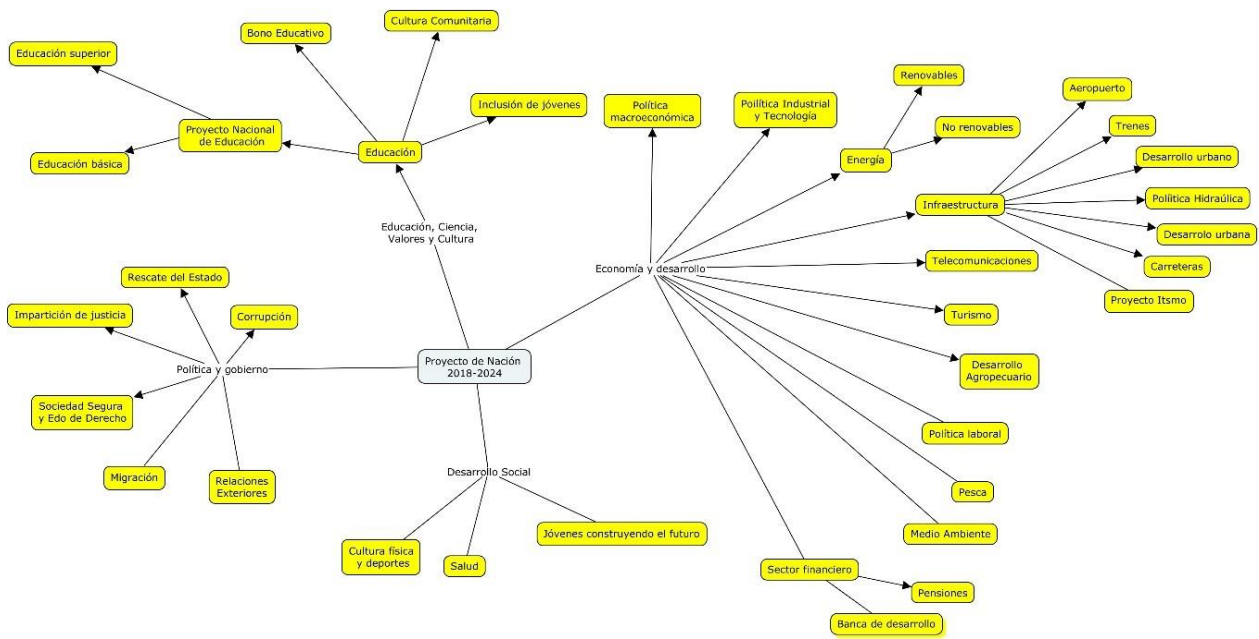 Cultura Comunitaria
Bono Educativo
Educación superior
Inclusión de jóvenes
Proyecto Nacional
de Educación
Educación
Educación básica
Educación, Ciencia,
Valores y Cultura
Política
macroeconómica
Poilítica Industrial
y Tecnología
Renovables
No renovables
Energía
Aeropuerto
Trenes
Desarrollo urbano
Infraestructura
Políitica Hidraúlica
Desarrolo urbana
Carreteras
Proyecto Itsmo
Economía y desarrollo
Telecomunicaciones
Turismo
Desarrollo
Agropecuario
Política laboral
Pesca
Medio Ambiente
Sector financiero
Pensiones
Banca de desarrollo
Rescate del Estado
Impartición de justicia
Corrupción
Política y gobierno
Proyecto de Nación
2018-2024
Sociedad Segura
y Edo de Derecho
Migración
Relaciones
Exteriores
Desarrollo Social
Cultura física
y deportes
Salud
Jóvenes construyendo el futuro